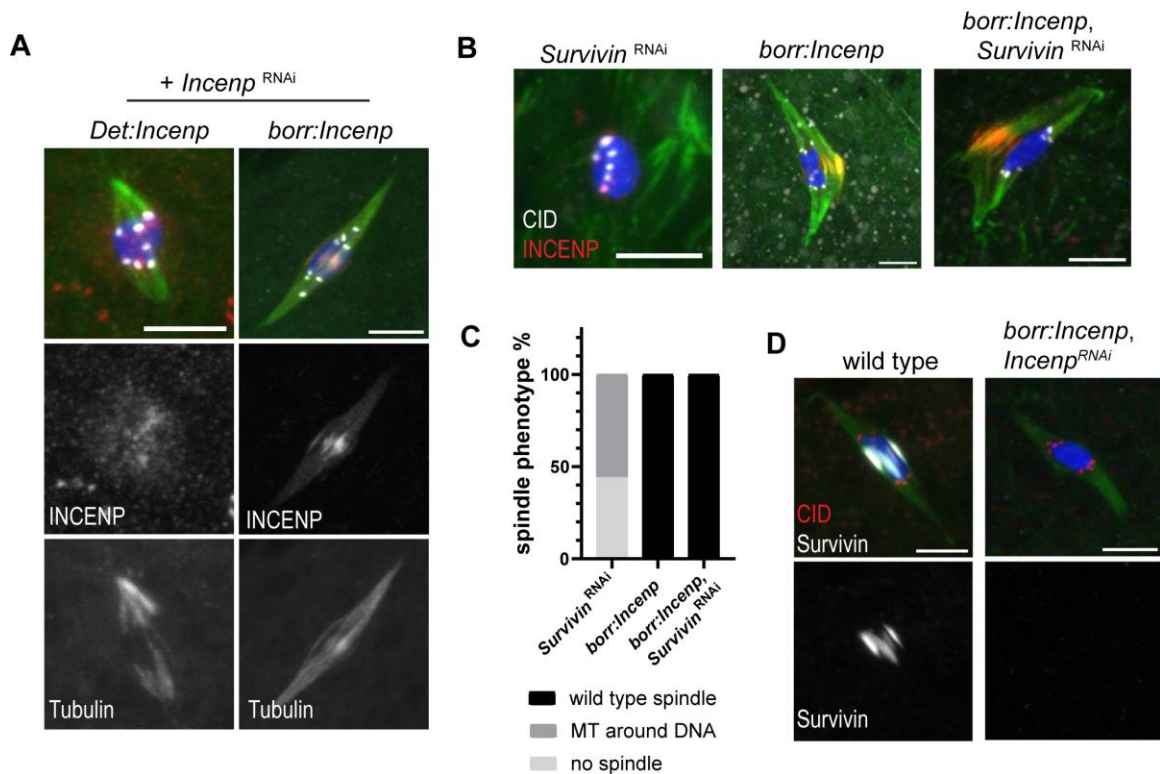 A
+ Incenp RNAi
Det:Incenp
borr:Incenp
INCENP
INCENP
Tubulin
Tubulin
B
Survivin RNAi
borr:Incenp
borr:Incenp,
Survivin RNAi
CID
INCENP
C
spindle phenotype %
100
50
0
Survivin RNAi
borr:Incenp
borr:Incenp,
Survivin RNAi
wild type spindle
MT around DNA
no spindle
D
wild type
borr:Incenp,
Incenp RNAi
CID
Survivin
Survivin